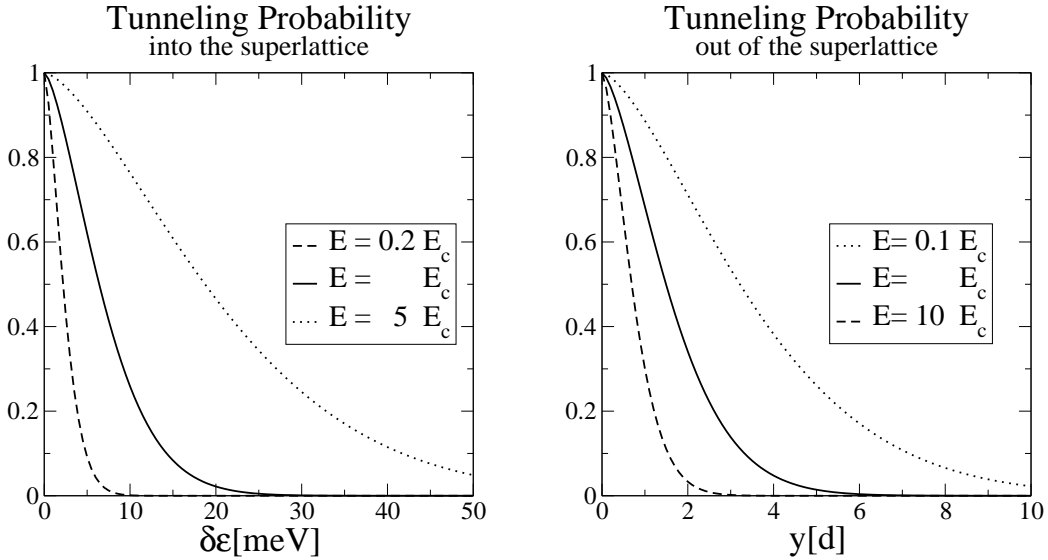 Tunneling Probability
into the superlattice
1
0.8
0.6
0.4
0.2
0
0 10 20 30 40 50
δε[meV]
E = 0.2 E_c
E = E_c
E = 5 E_c
Tunneling Probability
out of the superlattice
1
0.8
0.6
0.4
0.2
0
0 2 4 6 8 10
y[d]
E= 0.1 E_c
E= E_c
E= 10 E_c